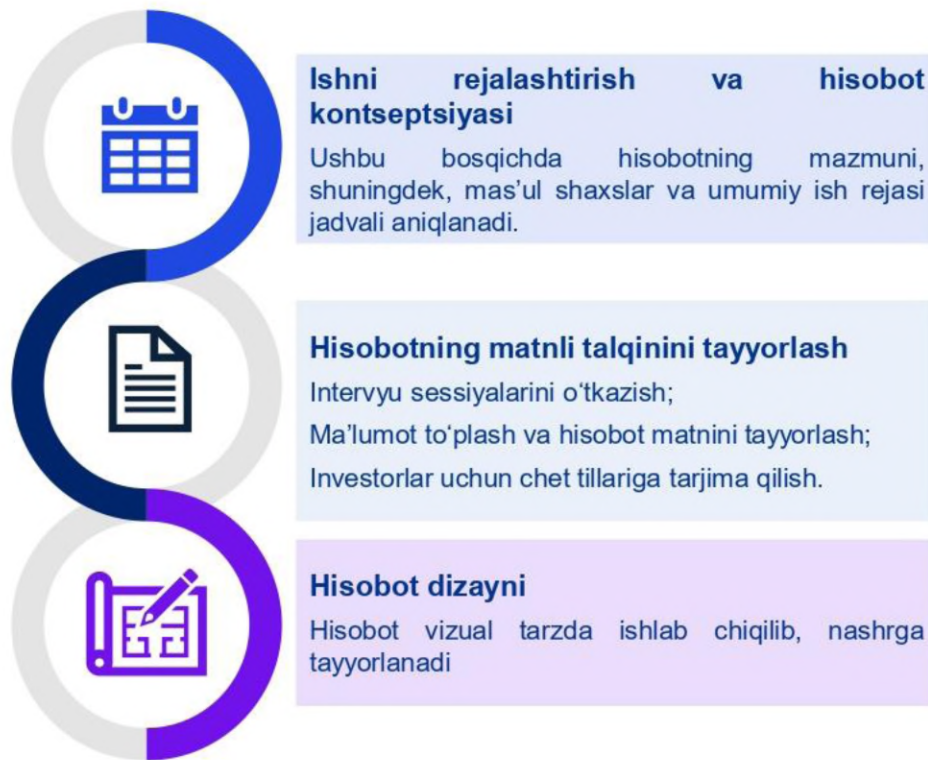 Ishni rejalashtirish va hisobot
kontseptsiyasi
Ushbu bosqichda hisobotning mazmuni,
shuningdek, mas’ul shaxslar va umumiy ish rejasi
jadvali aniqlanadi.
Hisobotning matnli talqinini tayyorlash
Intervyu sessiyalarini o‘tkazish;
Ma’lumot to‘plash va hisobot matnini tayyorlash;
Investorlar uchun chet tillariga tarjima qilish.
Hisobot dizayni
Hisobot vizual tarzda ishlab chiqilib, nashrga
tayyorlanadi